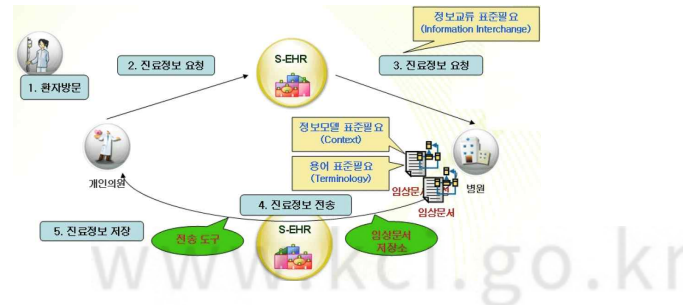 정보교류 표준필요
(Information Interchange)
2. 진료정보 요청
S-EHR
3. 진료정보 요청
1. 환자방문
정보모델 표준필요
(Context)
개인의원
용어 표준필요
(Terminology)
임상문서
병원
임상문서
4. 진료정보 전송
5. 진료정보 저장
전송 도구
S-EHR
임상문서
저장소
www.kci.go.kr